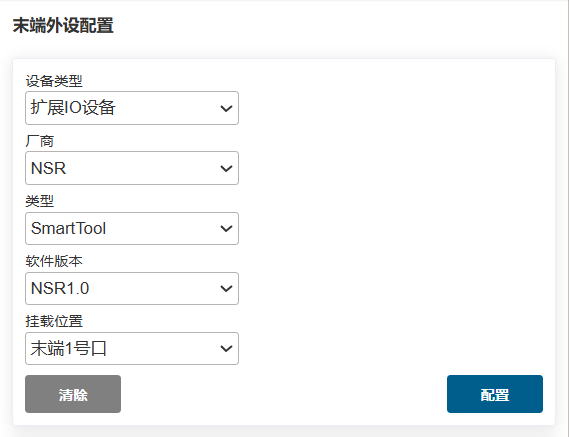 末端外设配置
设备类型
扩展IO设备
厂商
NSR
类型
SmartTool
软件版本
NSR1.0
挂载位置
末端1号口
清除 配置